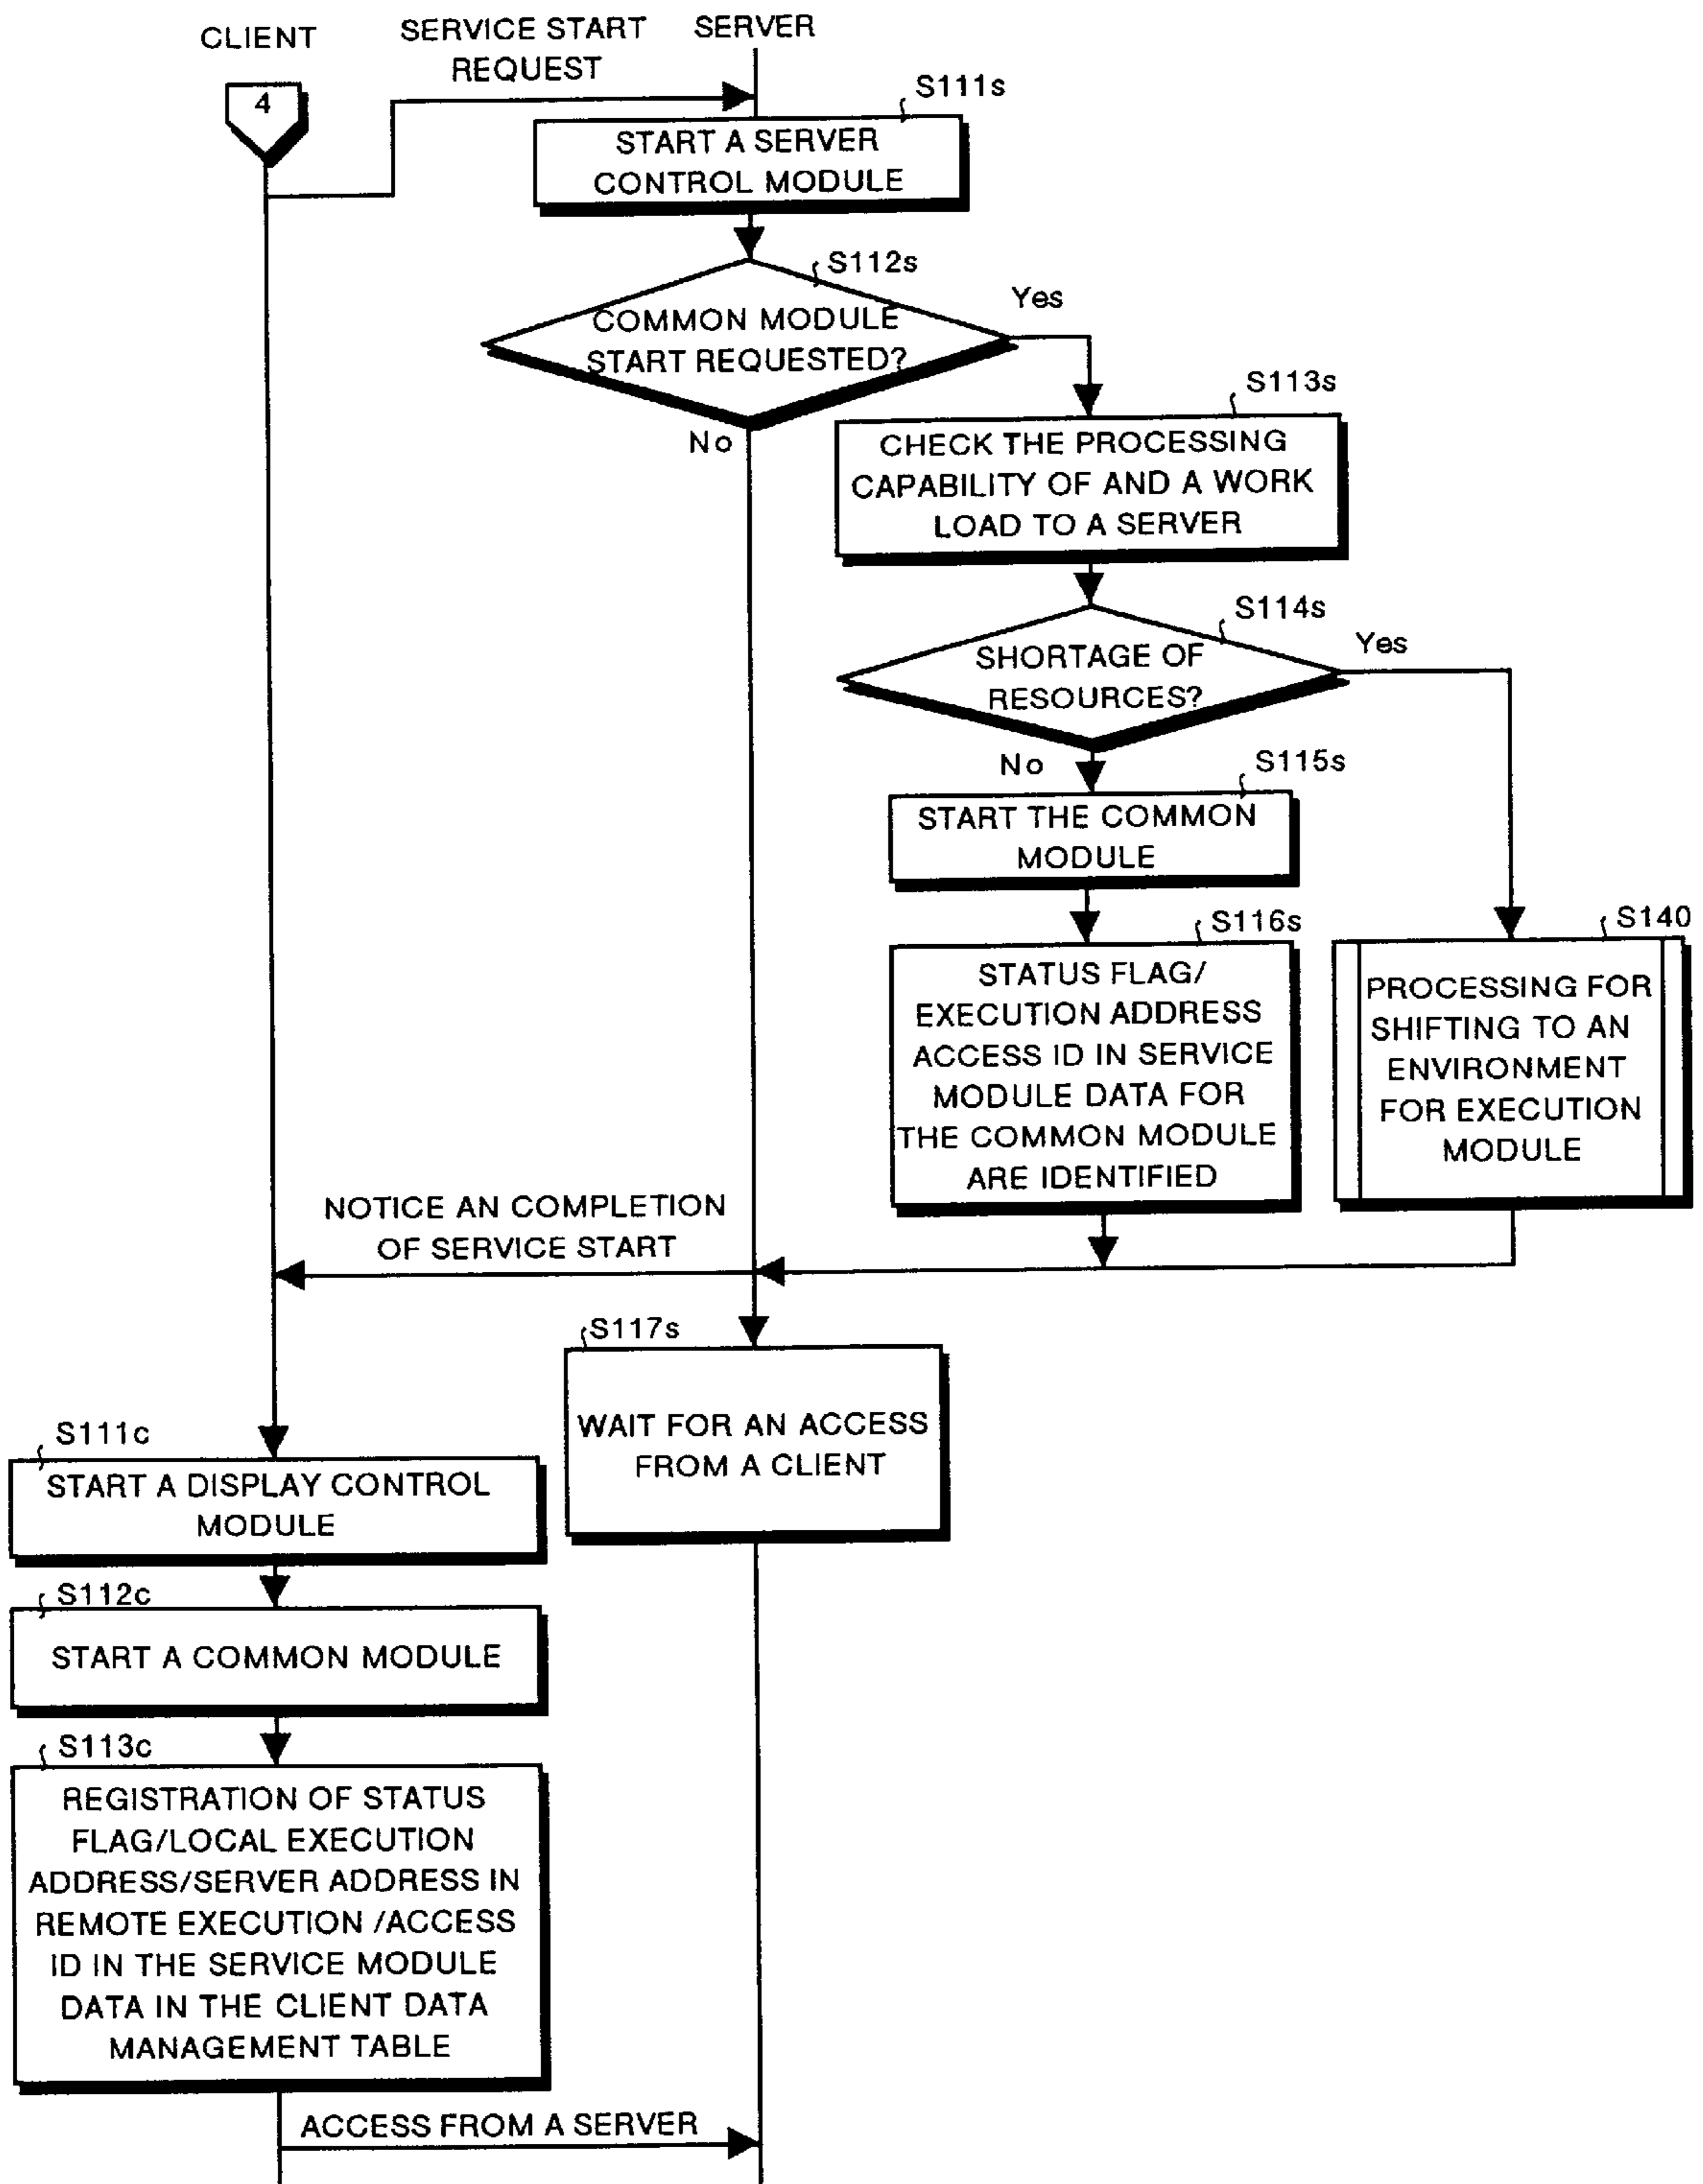 CLIENT
SERVICE START
REQUEST
SERVER
4
S111s
START A SERVER
CONTROL MODULE
S112s
COMMON MODULE
START REQUESTED?
Yes
No
S113s
CHECK THE PROCESSING
CAPABILITY OF AND A WORK
LOAD TO A SERVER
S114s
SHORTAGE OF
RESOURCES?
Yes
No
S115s
START THE COMMON
MODULE
S116s
STATUS FLAG/
EXECUTION ADDRESS
ACCESS ID IN SERVICE
MODULE DATA FOR
THE COMMON MODULE
ARE IDENTIFIED
S140
PROCESSING FOR
SHIFTING TO AN
ENVIRONMENT
FOR EXECUTION
MODULE
NOTICE AN COMPLETION
OF SERVICE START
S117s
WAIT FOR AN ACCESS
FROM A CLIENT
S111c
START A DISPLAY CONTROL
MODULE
S112c
START A COMMON MODULE
S113c
REGISTRATION OF STATUS
FLAG/LOCAL EXECUTION
ADDRESS/SERVER ADDRESS IN
REMOTE EXECUTION /ACCESS
ID IN THE SERVICE MODULE
DATA IN THE CLIENT DATA
MANAGEMENT TABLE
ACCESS FROM A SERVER